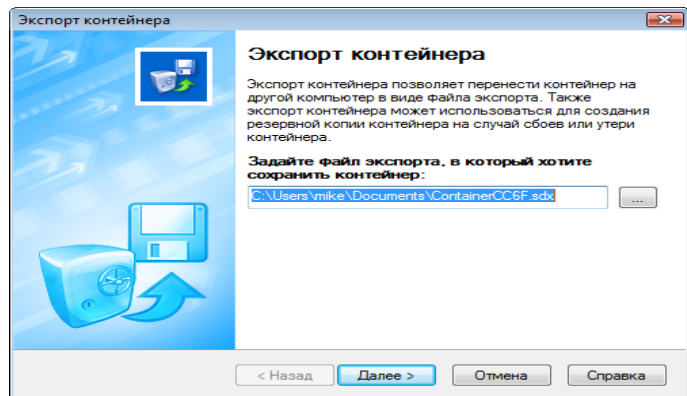 Экспорт контейнера
Экспорт контейнера
Экспорт контейнера позволяет перенести контейнер на
другой компьютер в виде файла экспорта. Также
экспорт контейнера может использоваться для создания
резервной копии контейнера на случай сбоев или утери
контейнера.
Задайте файл экспорта, в который хотите
сохранить контейнер:
C:\Users\mike\Documents\ContainerCC6F.sdx
...
< Назад
Далее >
Отмена
Справка